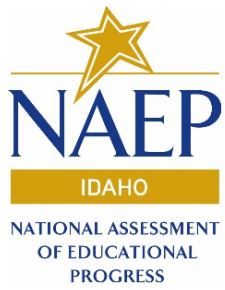 NAEP
IDAHO
NATIONAL ASSESSMENT
OF EDUCATIONAL
PROGRESS